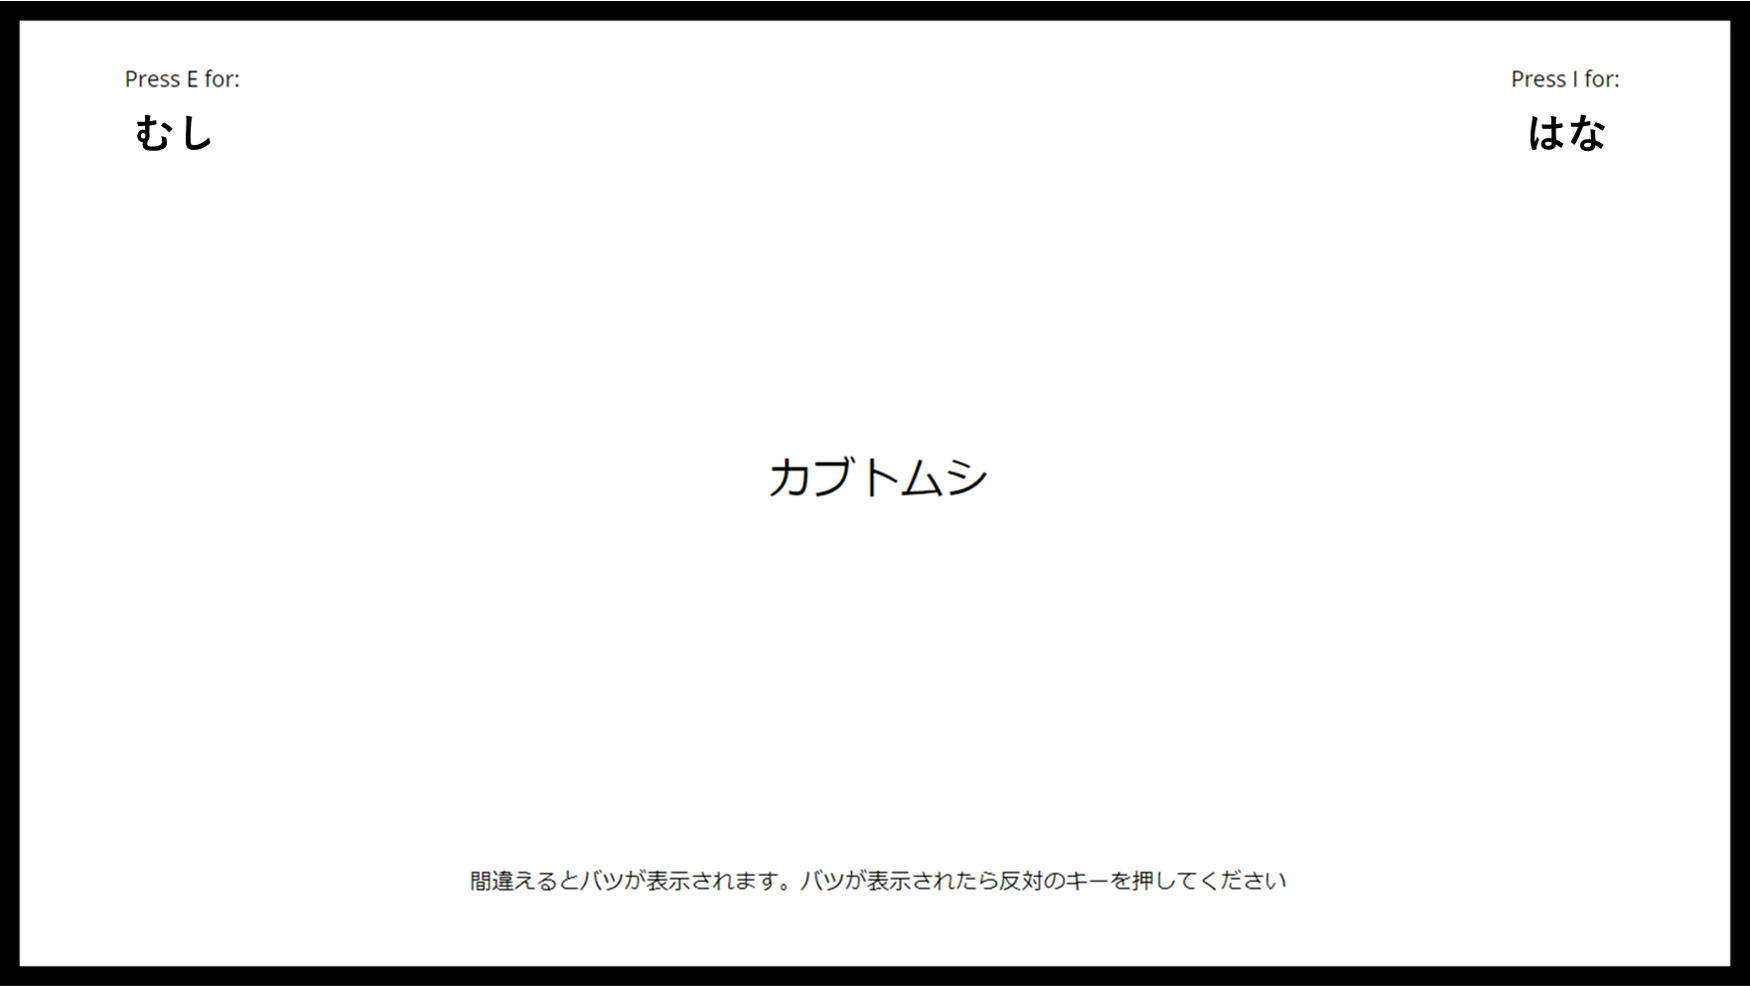 Press E for:
むし
Press I for:
はな
カブトムシ
間違えるとバツが表示されます。バツが表示されたら反対のキーを押してください